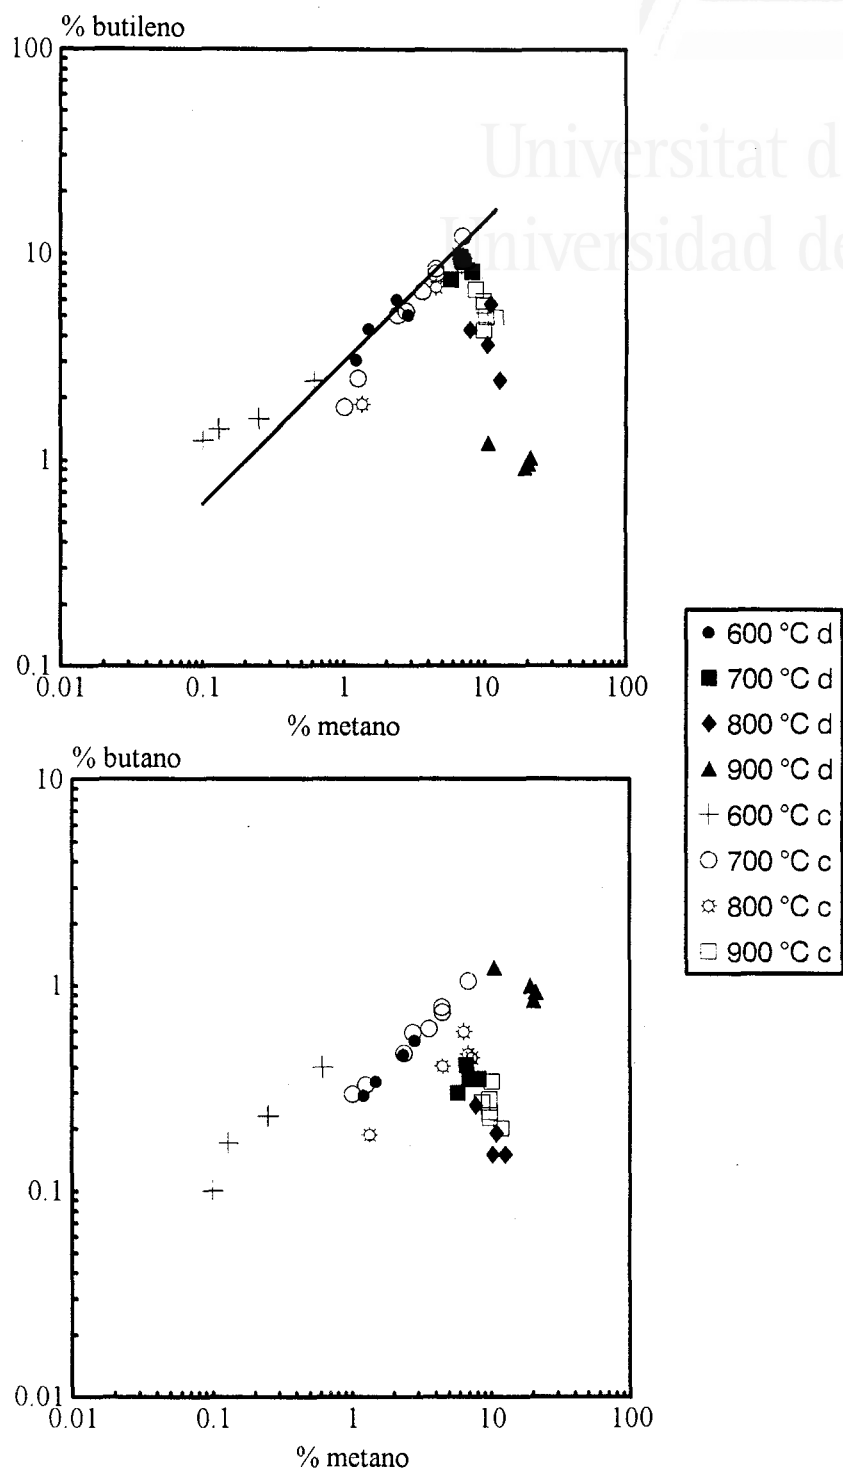 % butileno
100
10
1
0.1
0.01 0.1 1 10 100
% metano
Universitat d
Universidad de
600 °C d
700 °C d
800 °C d
900 °C d
600 °C c
700 °C c
800 °C c
900 °C c
% butano
10
1
0.1
0.01
0.01 0.1 1 10 100
% metano